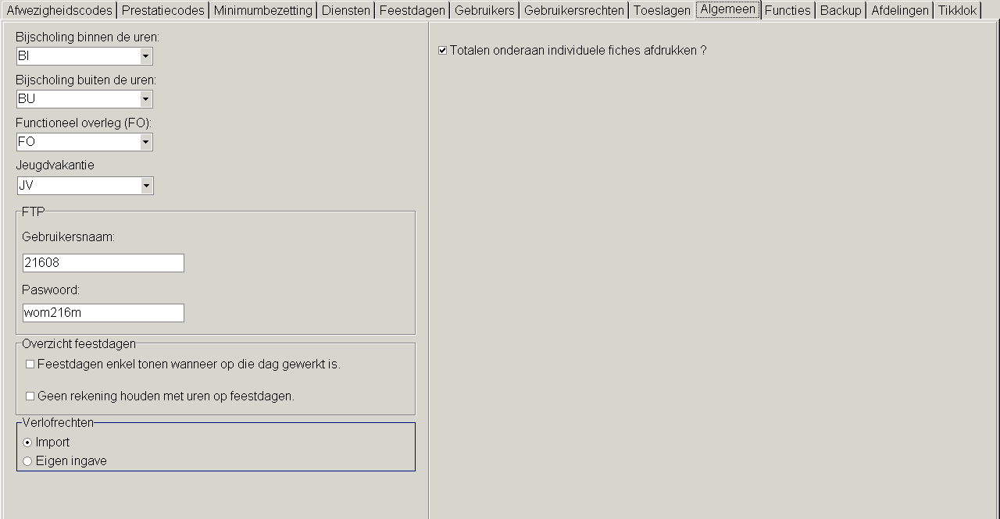 Afwezigheidscodes Prestatiecodes Minimumbezetting Diensten Feestdagen Gebruikers Gebruikersrechten Toeslagen Algemeen Functies Backup Afdelingen Tikklok
Bijscholing binnen de uren:
BI
Bijscholing buiten de uren:
BU
Functioneel overleg (FO):
FO
Jeugdvakantie
JV
FTP
Gebruikersnaam:
21608
Paswoord:
wom216m
Overzicht feestdagen
Feestdagen enkel tonen wanneer op die dag gewerkt is.
Geen rekening houden met uren op feestdagen.
Verlofrechten
Import
Eigen ingave
Totalen onderaan individuele fiches afdrukken ?